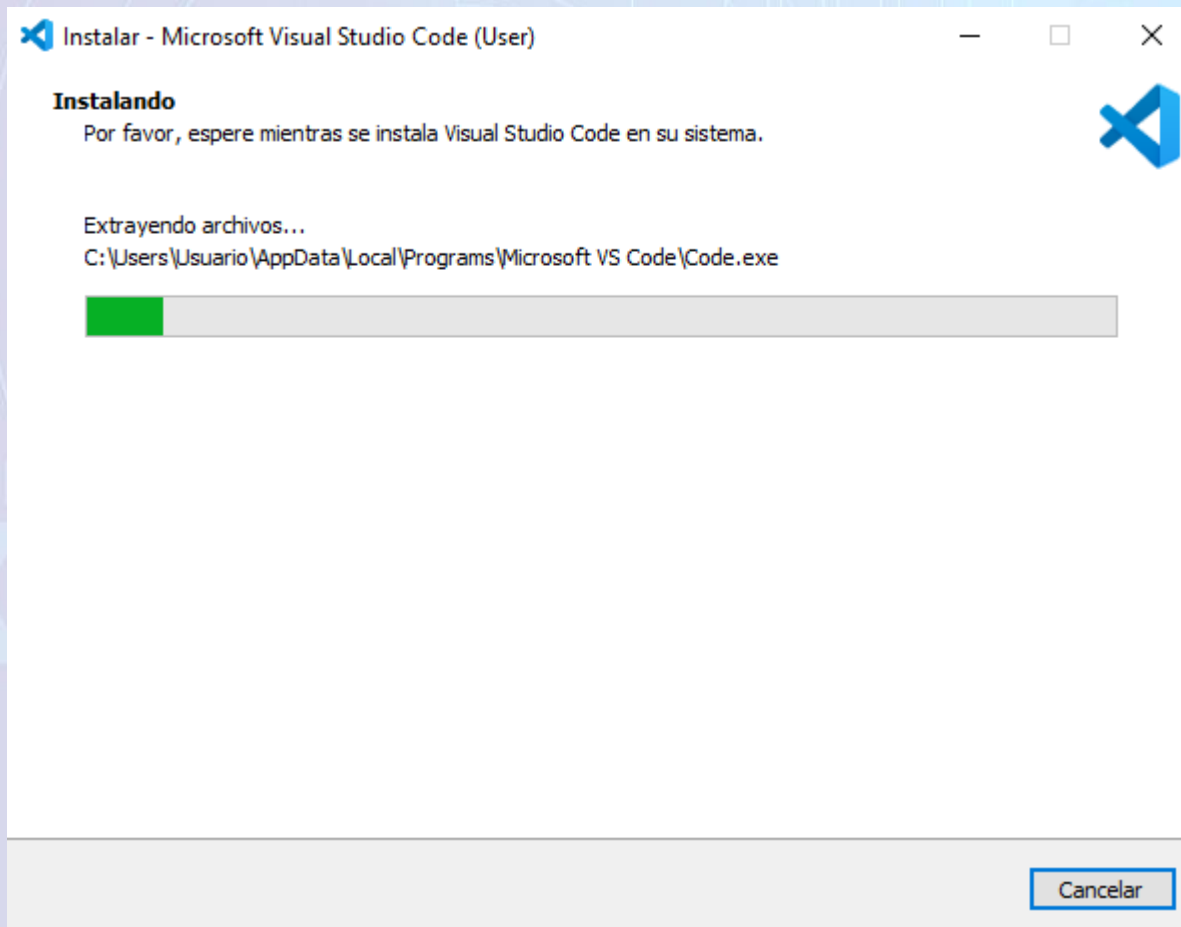 Instalar - Microsoft Visual Studio Code (User)
Instalando
Por favor, espere mientras se instala Visual Studio Code en su sistema.
Extrayendo archivos...
C:\Users\Usuario\AppData\Local\Programs\Microsoft VS Code\Code.exe
Cancelar